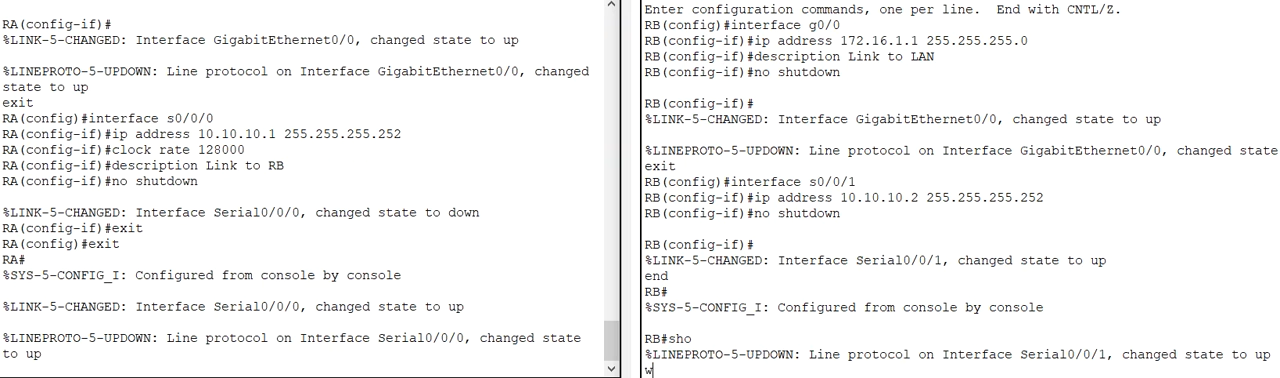 RA(config-if)#
%LINK-5-CHANGED: Interface GigabitEthernet0/0, changed state to up
%LINEPROTO-5-UPDOWN: Line protocol on Interface GigabitEthernet0/0, changed
state to up
exit
RA(config)#interface s0/0/0
RA(config-if)#ip address 10.10.10.1 255.255.255.252
RA(config-if)#clock rate 128000
RA(config-if)#description Link to RB
RA(config-if)#no shutdown
%LINK-5-CHANGED: Interface Serial0/0/0, changed state to down
RA(config-if)#exit
RA(config)#exit
RA#
%SYS-5-CONFIG_I: Configured from console by console
%LINK-5-CHANGED: Interface Serial0/0/0, changed state to up
%LINEPROTO-5-UPDOWN: Line protocol on Interface Serial0/0/0, changed state
to up
Enter configuration commands, one per line.  End with CNTL/Z.
RB(config)#interface g0/0
RB(config-if)#ip address 172.16.1.1 255.255.255.0
RB(config-if)#description Link to LAN
RB(config-if)#no shutdown
RB(config-if)#
%LINK-5-CHANGED: Interface GigabitEthernet0/0, changed state to up
%LINEPROTO-5-UPDOWN: Line protocol on Interface GigabitEthernet0/0, changed state
exit
RB(config)#interface s0/0/1
RB(config-if)#ip address 10.10.10.2 255.255.255.252
RB(config-if)#no shutdown
RB(config-if)#
%LINK-5-CHANGED: Interface Serial0/0/1, changed state to up
end
RB#
%SYS-5-CONFIG_I: Configured from console by console
RB#sho
%LINEPROTO-5-UPDOWN: Line protocol on Interface Serial0/0/1, changed state to up
w